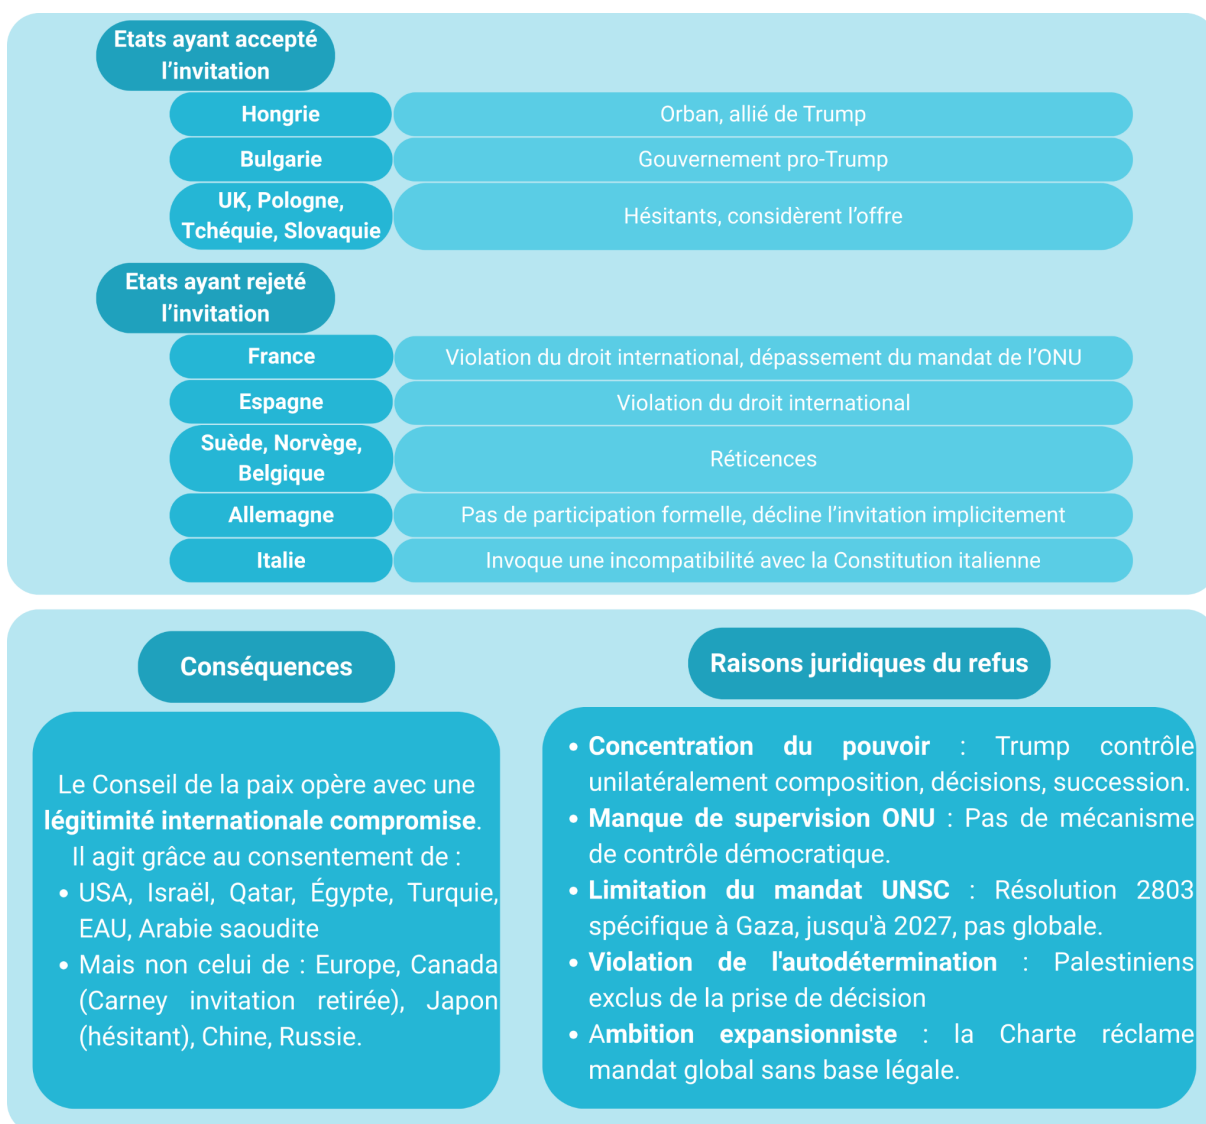 Etats ayant accepté
l’invitation
Hongrie
Orban, allié de Trump
Bulgarie
Gouvernement pro-Trump
UK, Pologne,
Tchéquie, Slovaquie
Hésitants, considèrent l’offre
Etats ayant rejeté
l’invitation
France
Violation du droit international, dépassement du mandat de l’ONU
Espagne
Violation du droit international
Suède, Norvège,
Belgique
Réticences
Allemagne
Pas de participation formelle, décline l’invitation implicitement
Italie
Invoque une incompatibilité avec la Constitution italienne
Conséquences
Le Conseil de la paix opère avec une
légitimité internationale compromise.
Il agit grâce au consentement de :
• USA, Israël, Qatar, Égypte, Turquie,
EAU, Arabie saoudite
• Mais non celui de : Europe, Canada
(Carney invitation retirée), Japon
(hésitant), Chine, Russie.
Raisons juridiques du refus
• Concentration du pouvoir : Trump contrôle
unilatéralement composition, décisions, succession.
• Manque de supervision ONU : Pas de mécanisme
de contrôle démocratique.
• Limitation du mandat UNSC : Résolution 2803
spécifique à Gaza, jusqu'à 2027, pas globale.
• Violation de l'autodétermination : Palestiniens
exclus de la prise de décision
• Ambition expansionniste : la Charte réclame
mandat global sans base légale.